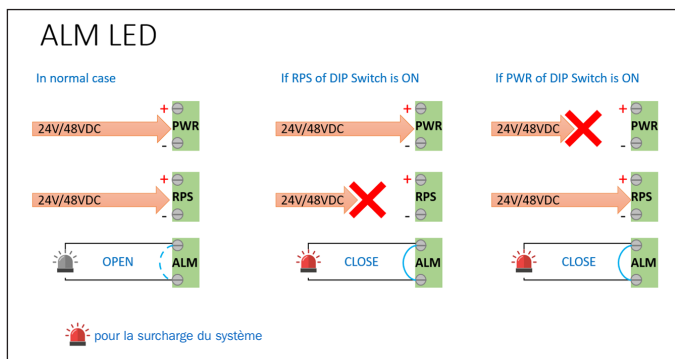 ALM LED
In normal case
If RPS of DIP Switch is ON
If PWR of DIP Switch is ON
+
24V/48VDC
PWR
-
+
24V/48VDC
PWR
-
+
24V/48VDC
PWR
-
+
24V/48VDC
RPS
-
+
24V/48VDC
RPS
-
+
24V/48VDC
RPS
-
OPEN
ALM
CLOSE
ALM
CLOSE
ALM
pour la surcharge du système